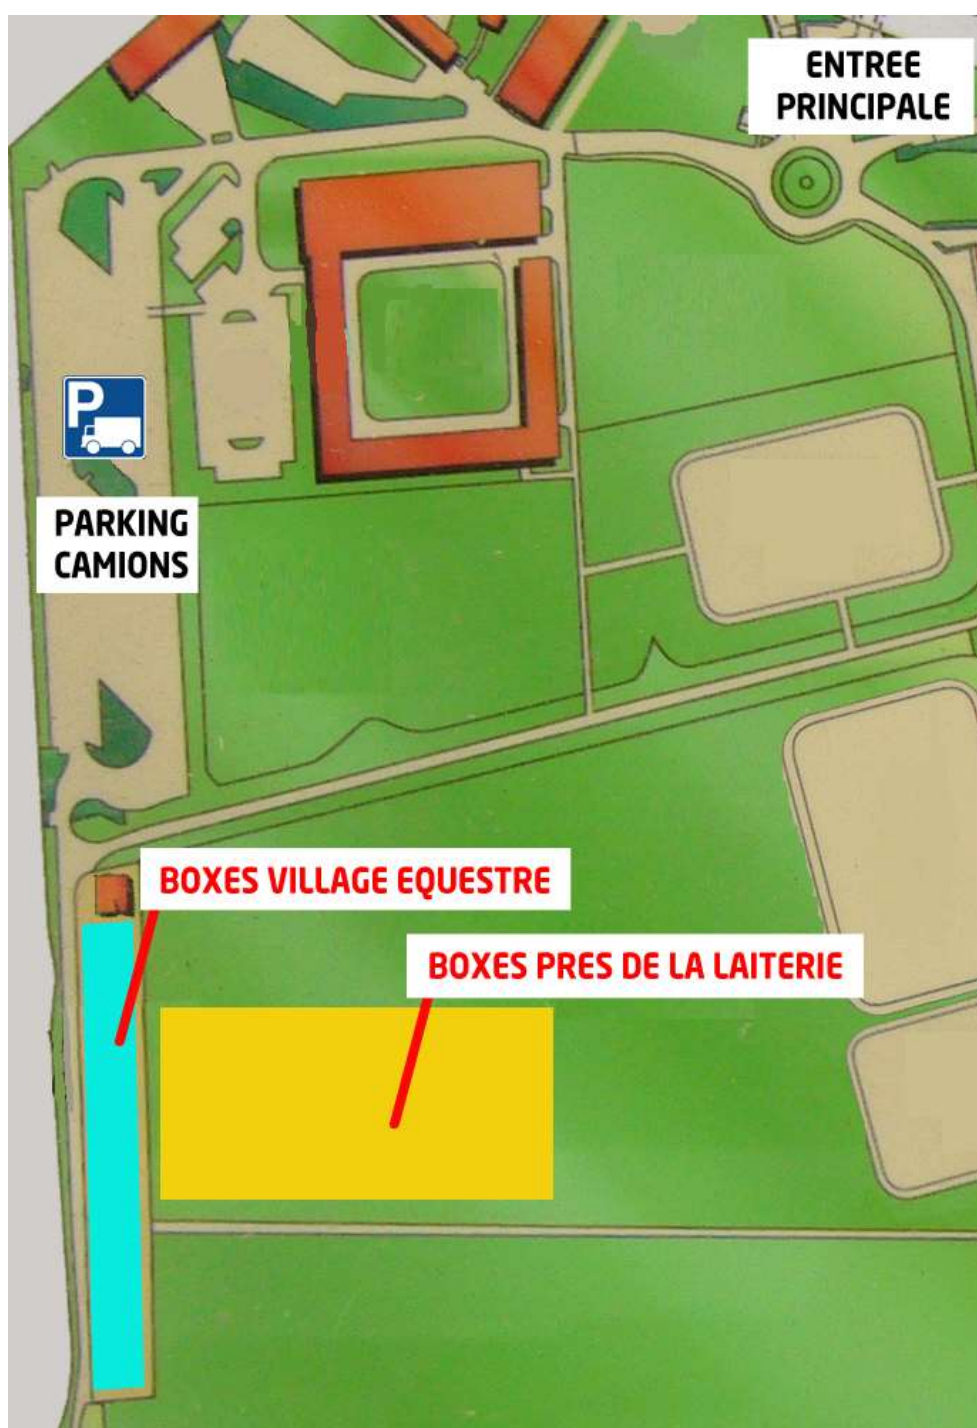 ENTREE
PRINCIPALE
P
PARKING
CAMIONS
BOXES VILLAGE EQUESTRE
BOXES PRES DE LA LAITERIE